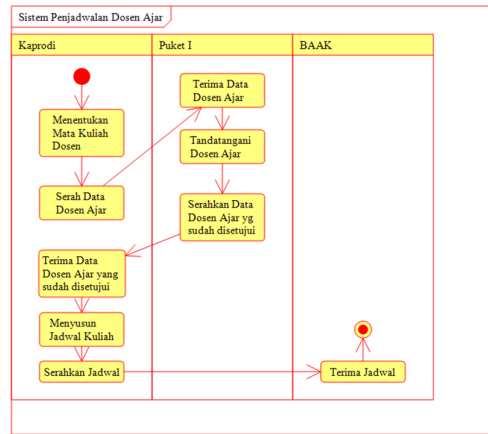 Sistem Penjadwalan Dosen Ajar
Kaprodi
Puket I
BAAK
Menentukan
Mata Kuliah
Dosen
Serah Data
Dosen Ajar
Terima Data
Dosen Ajar
Tandatangani
Dosen Ajar
Serahkan Data
Dosen Ajar yg
sudah disetujui
Terima Data
Dosen Ajar yang
sudah disetujui
Menyusun
Jadwal Kuliah
Serahkan Jadwal
Terima Jadwal